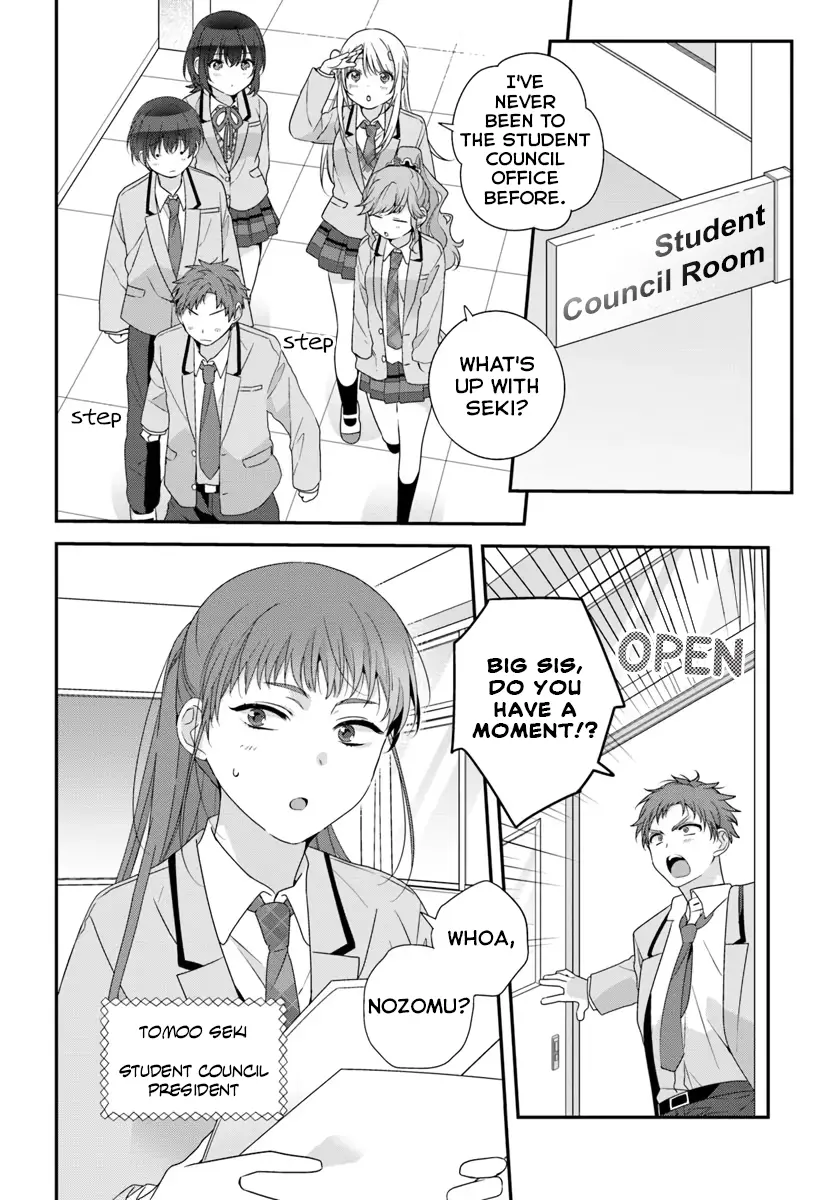 I'VE
NEVER
BEEN TO
THE STUDENT
COUNCIL
OFFICE
BEFORE.
Student
Council Room
WHAT'S
UP WITH
SEKI?
step
step
OPEN
BIG SIS,
DO YOU
HAVE A
MOMENT!?
WHOA,
NOZOMU?
TOMOO SEKI
STUDENT COUNCIL
PRESIDENT